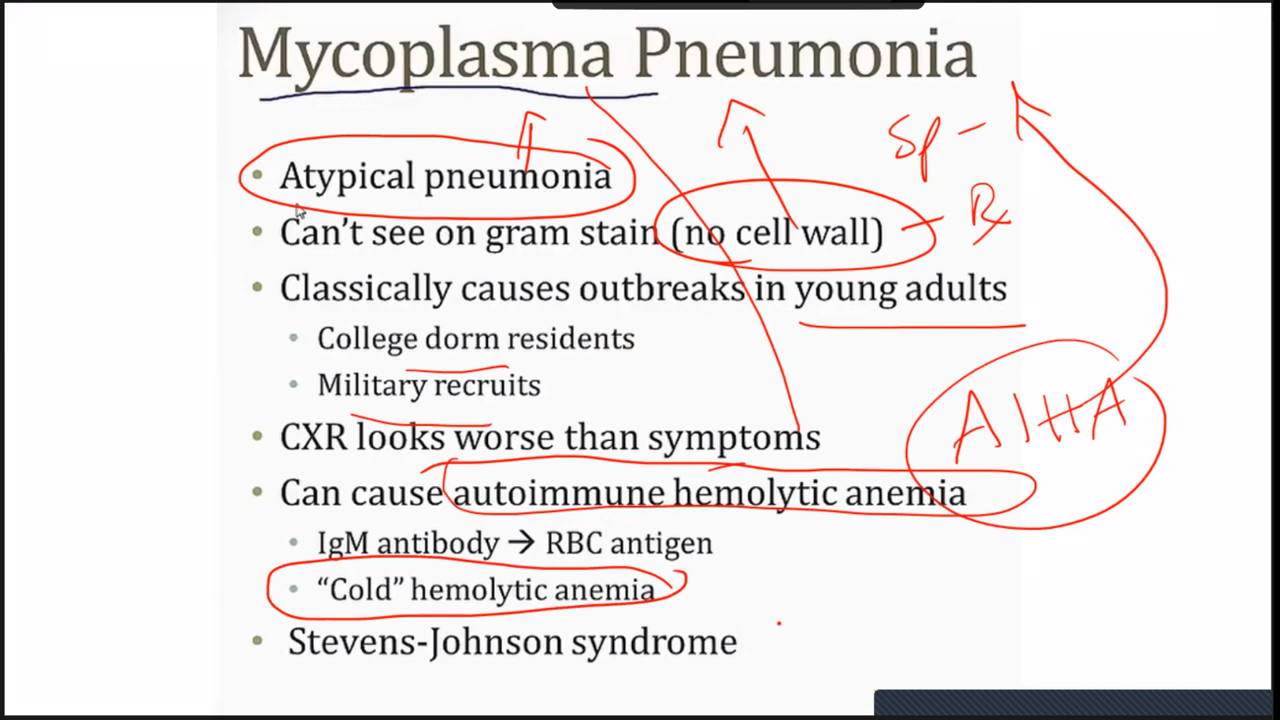 Mycoplasma Pneumonia
Sp -
• Atypical pneumonia
• Can't see on gram stain (no cell wall) - Rx
• Classically causes outbreaks in young adults
• College dorm residents
• Military recruits
AIHA
• CXR looks worse than symptoms
• Can cause autoimmune hemolytic anemia
• IgM antibody → RBC antigen
• “Cold” hemolytic anemia
• Stevens-Johnson syndrome